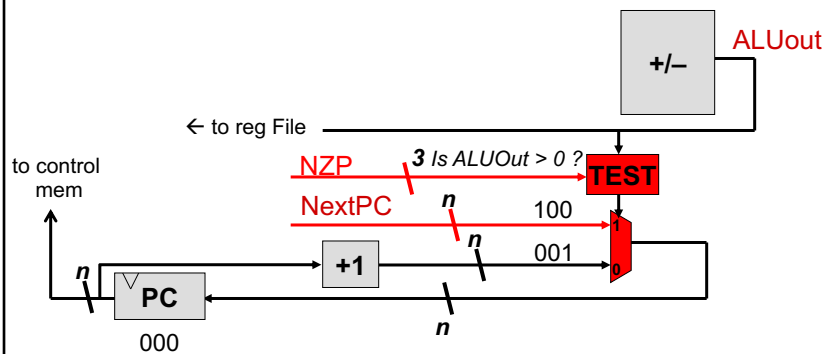 +/–
ALUout
← to reg File
to control
mem
NZP
3 Is ALUOut > 0 ?
TEST
NextPC
n
100
1
n
+1
n
001
0
n
PC
n
000